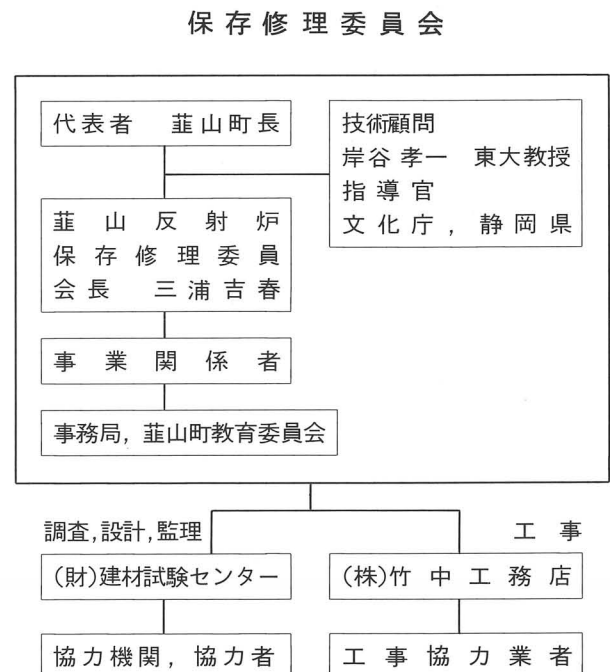 保存修理委員会
代表者 韮山町長
技術顧問
岸谷孝一 東大教授
指導官
文化庁, 静岡県
韮山反射炉
保存修理委員
会長 三浦吉春
事業関係者
事務局, 韮山町教育委員会
調査, 設計, 監理
工事
(財)建材試験センター
(株)竹中工務店
協力機関, 協力者
工事協力業者